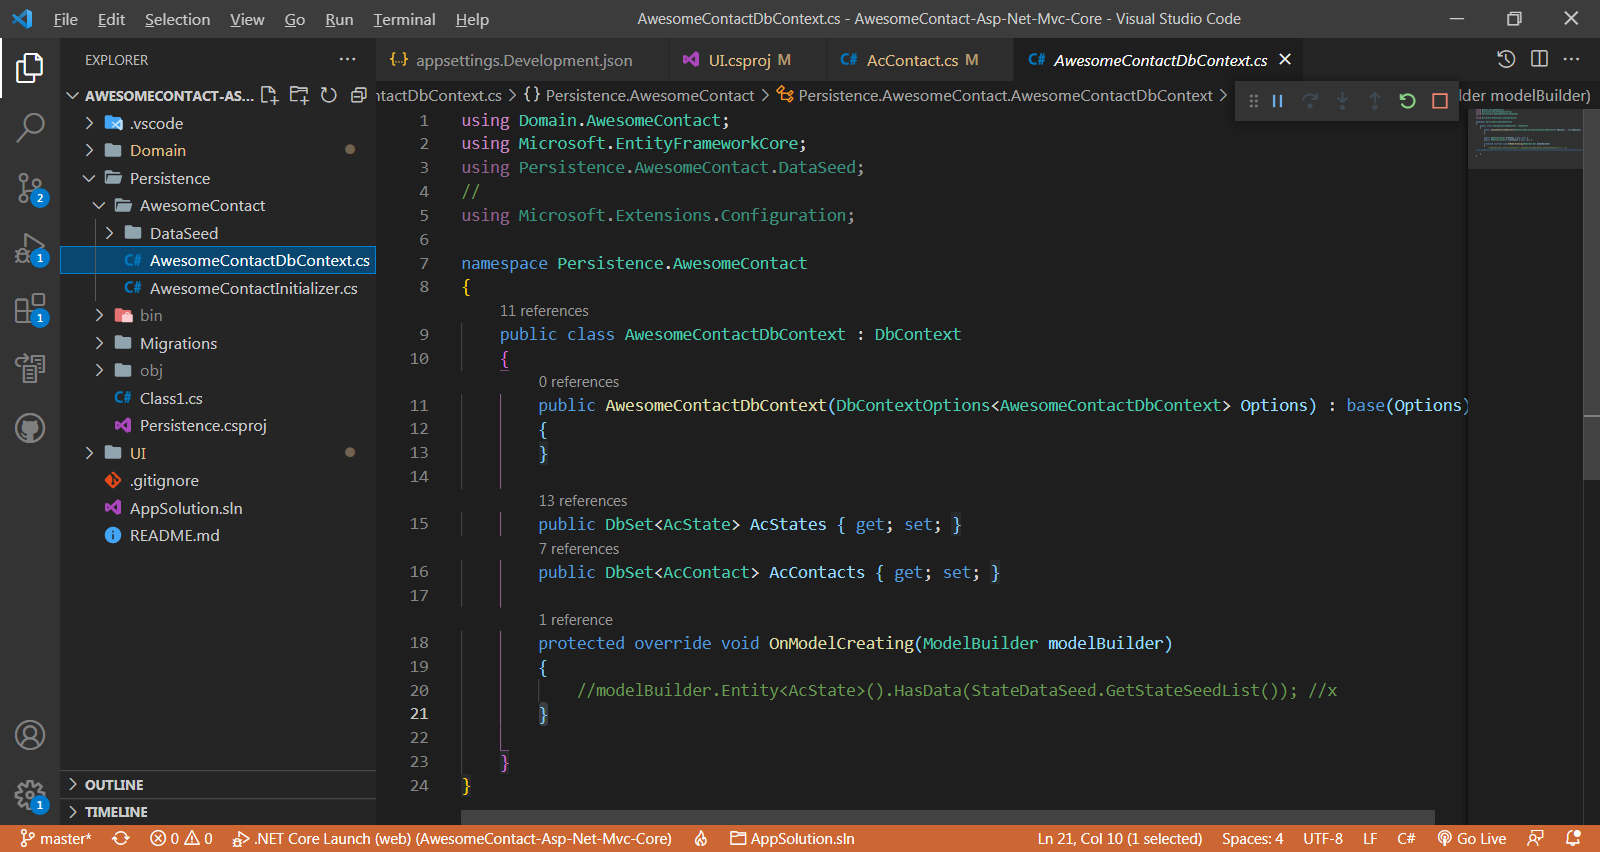 File Edit Selection View Go Run Terminal Help
AwesomeContactDbContext.cs - AwesomeContact-Asp-Net-Mvc-Core - Visual Studio Code
EXPLORER
AWESOMECONTACT-AS...
.vscode
Domain
Persistence
AwesomeContact
DataSeed
C# AwesomeContactDbContext.cs
C# AwesomeContactInitializer.cs
bin
Migrations
obj
C# Class1.cs
Persistence.csproj
UI
.gitignore
AppSolution.sln
README.md
OUTLINE
TIMELINE
2
1
1
1
{..} appsettings.Development.json
UI.csproj M
C# AcContact.cs M
C# AwesomeContactDbContext.cs
ntactDbContext.cs > {} Persistence.AwesomeContact > Persistence.AwesomeContact.AwesomeContactDbContext >
der modelBuilder)
1 using Domain.AwesomeContact;
2 using Microsoft.EntityFrameworkCore;
3 using Persistence.AwesomeContact.DataSeed;
4 //
5 using Microsoft.Extensions.Configuration;
6
7 namespace Persistence.AwesomeContact
8 {
11 references
9 public class AwesomeContactDbContext : DbContext
10 {
0 references
11 public AwesomeContactDbContext(DbContextOptions<AwesomeContactDbContext> Options) : base(Options)
12 {
13 }
14
13 references
15 public DbSet<AcState> AcStates { get; set; }
7 references
16 public DbSet<AcContact> AcContacts { get; set; }
17
1 reference
18 protected override void OnModelCreating(ModelBuilder modelBuilder)
19 {
20 //modelBuilder.Entity<AcState>().HasData(StateDataSeed.GetStateSeedList()); //x
21 }
22
23 }
24 }
master* 0 0 .NET Core Launch (web) (AwesomeContact-Asp-Net-Mvc-Core) AppSolution.sln Ln 21, Col 10 (1 selected) Spaces: 4 UTF-8 LF C# Go Live